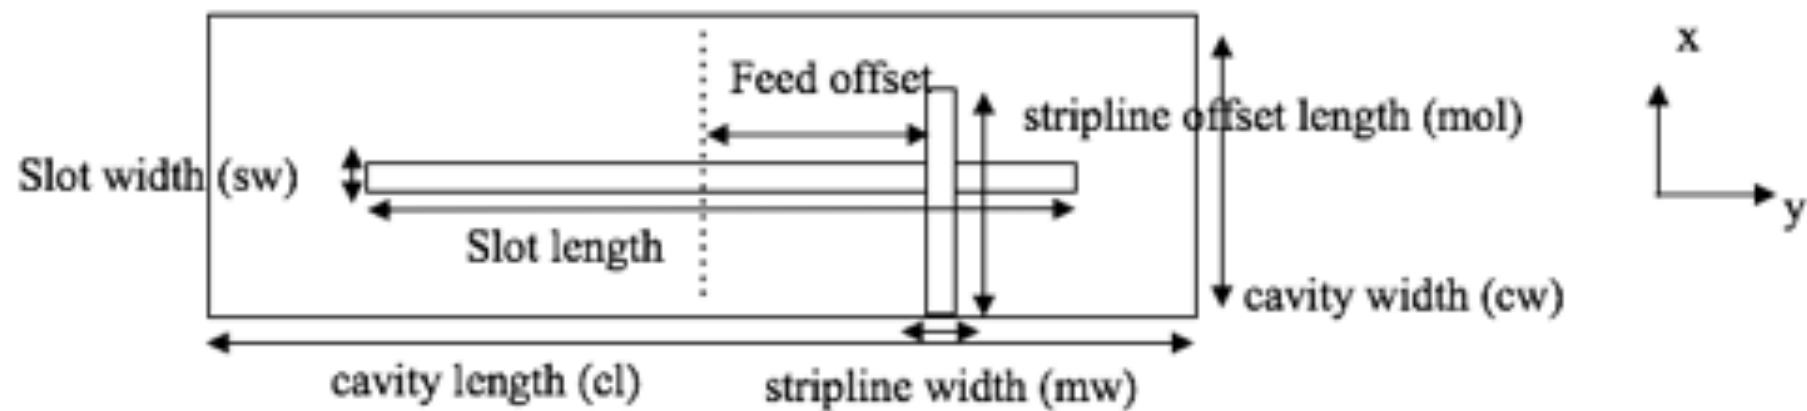 x
Feed offset
stripline offset length (mol)
Slot width (sw)
y
Slot length
cavity width (cw)
cavity length (cl)
stripline width (mw)